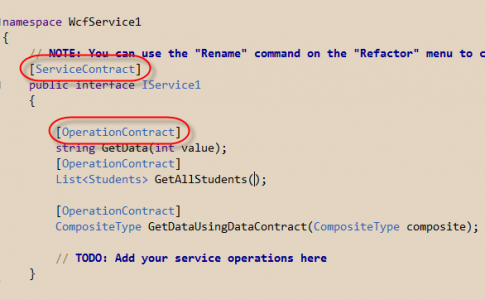 namespace WcfService1
{
// NOTE: You can use the "Rename" command on the "Refactor" menu to c
[ServiceContract]
public interface IService1
{
[OperationContract]
string GetData(int value);
[OperationContract]
List<Students> GetAllStudents();
[OperationContract]
CompositeType GetDataUsingDataContract(CompositeType composite);
// TODO: Add your service operations here
}